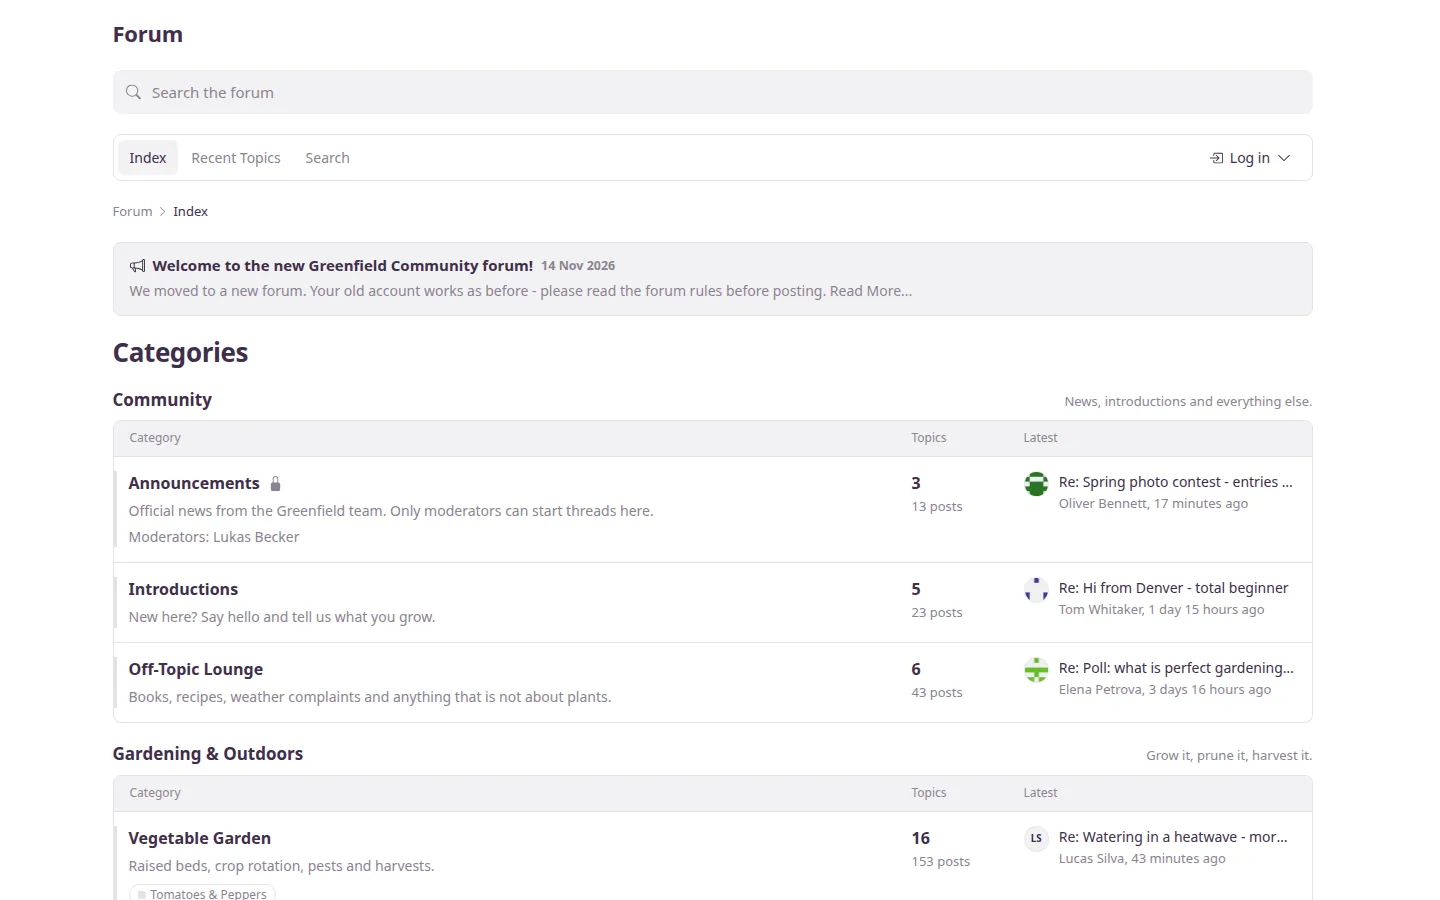 Forum
Search the forum
Index Recent Topics Search Log in
Forum Index
Welcome to the new Greenfield Community forum! 14 Nov 2026
We moved to a new forum. Your old account works as before - please read the forum rules before posting. Read More...
Categories
Community News, introductions and everything else.
Category Topics Latest
Announcements 3 Re: Spring photo contest - entries ...
Official news from the Greenfield team. Only moderators can start threads here. 13 posts Oliver Bennett, 17 minutes ago
Moderators: Lukas Becker
Introductions 5 Re: Hi from Denver - total beginner
New here? Say hello and tell us what you grow. 23 posts Tom Whitaker, 1 day 15 hours ago
Off-Topic Lounge 6 Re: Poll: what is perfect gardening...
Books, recipes, weather complaints and anything that is not about plants. 43 posts Elena Petrova, 3 days 16 hours ago
Gardening & Outdoors Grow it, prune it, harvest it.
Category Topics Latest
Vegetable Garden 16 LS Re: Watering in a heatwave - mor...
Raised beds, crop rotation, pests and harvests. 153 posts Lucas Silva, 43 minutes ago
Tomatoes & Peppers